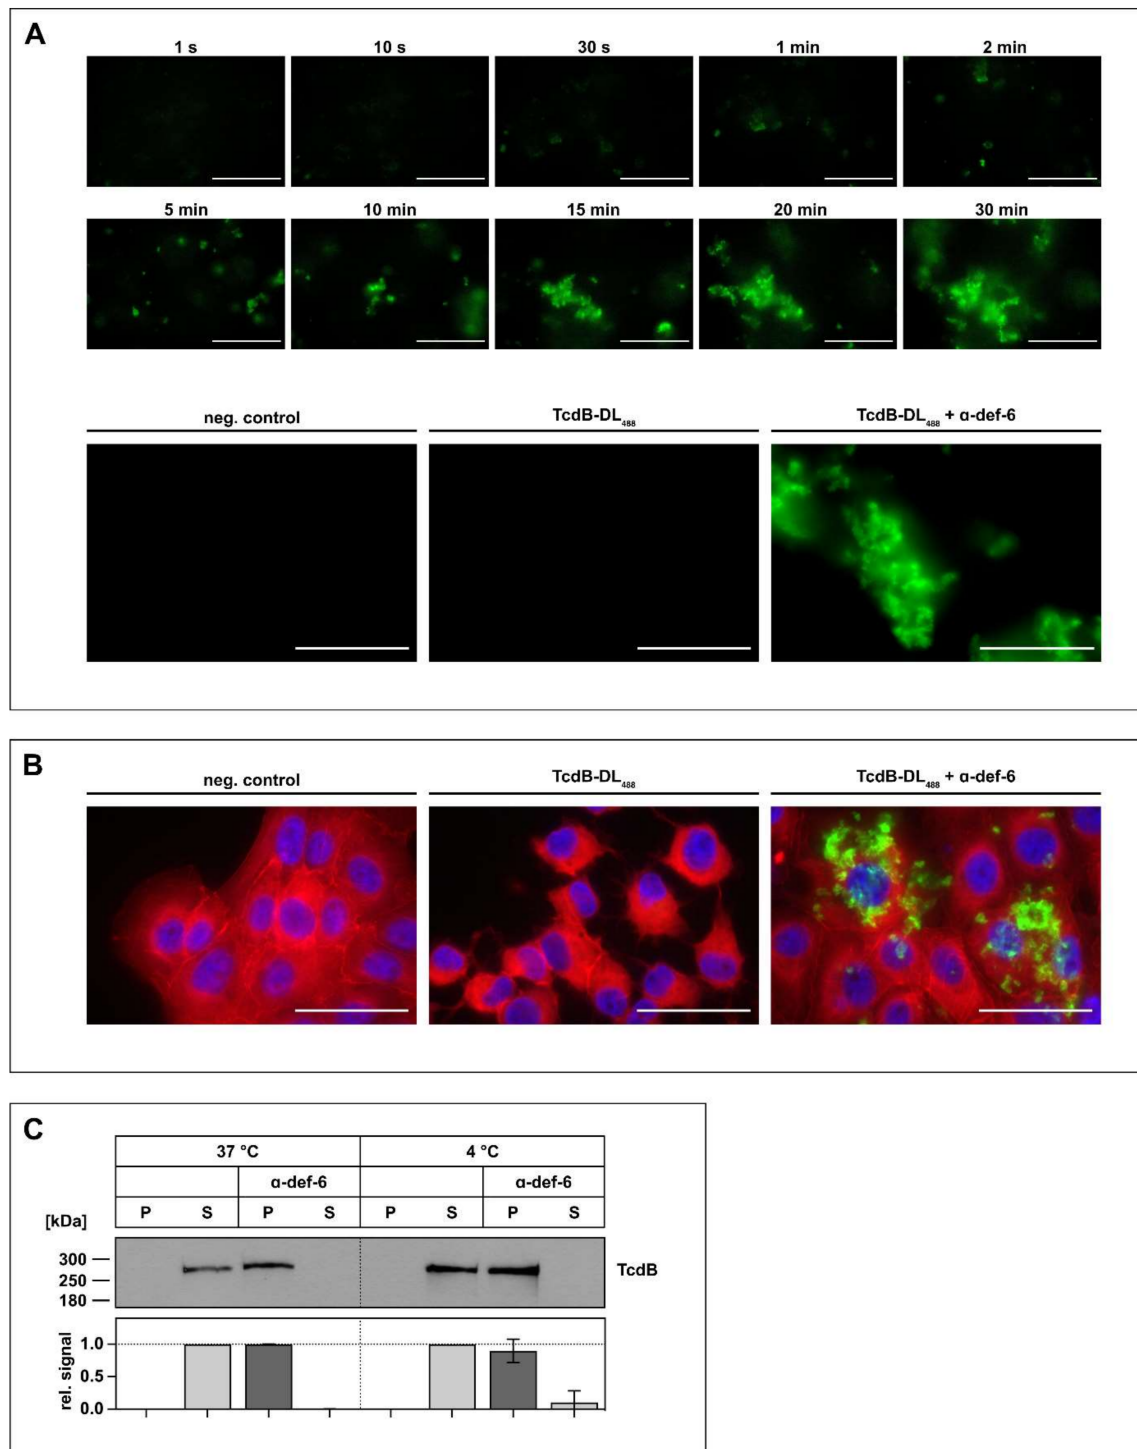 A
1 s 10 s 30 s 1 min 2 min
5 min 10 min 15 min 20 min 30 min
neg. control TcdB-DL₄₈₈ TcdB-DL₄₈₈ + α-def-6
B
neg. control TcdB-DL₄₈₈ TcdB-DL₄₈₈ + α-def-6
C
37 °C 4 °C
α-def-6 α-def-6
[kDa] P S P S P S P S
300
250
180
TcdB
rel. signal
1.0
0.5
0.0